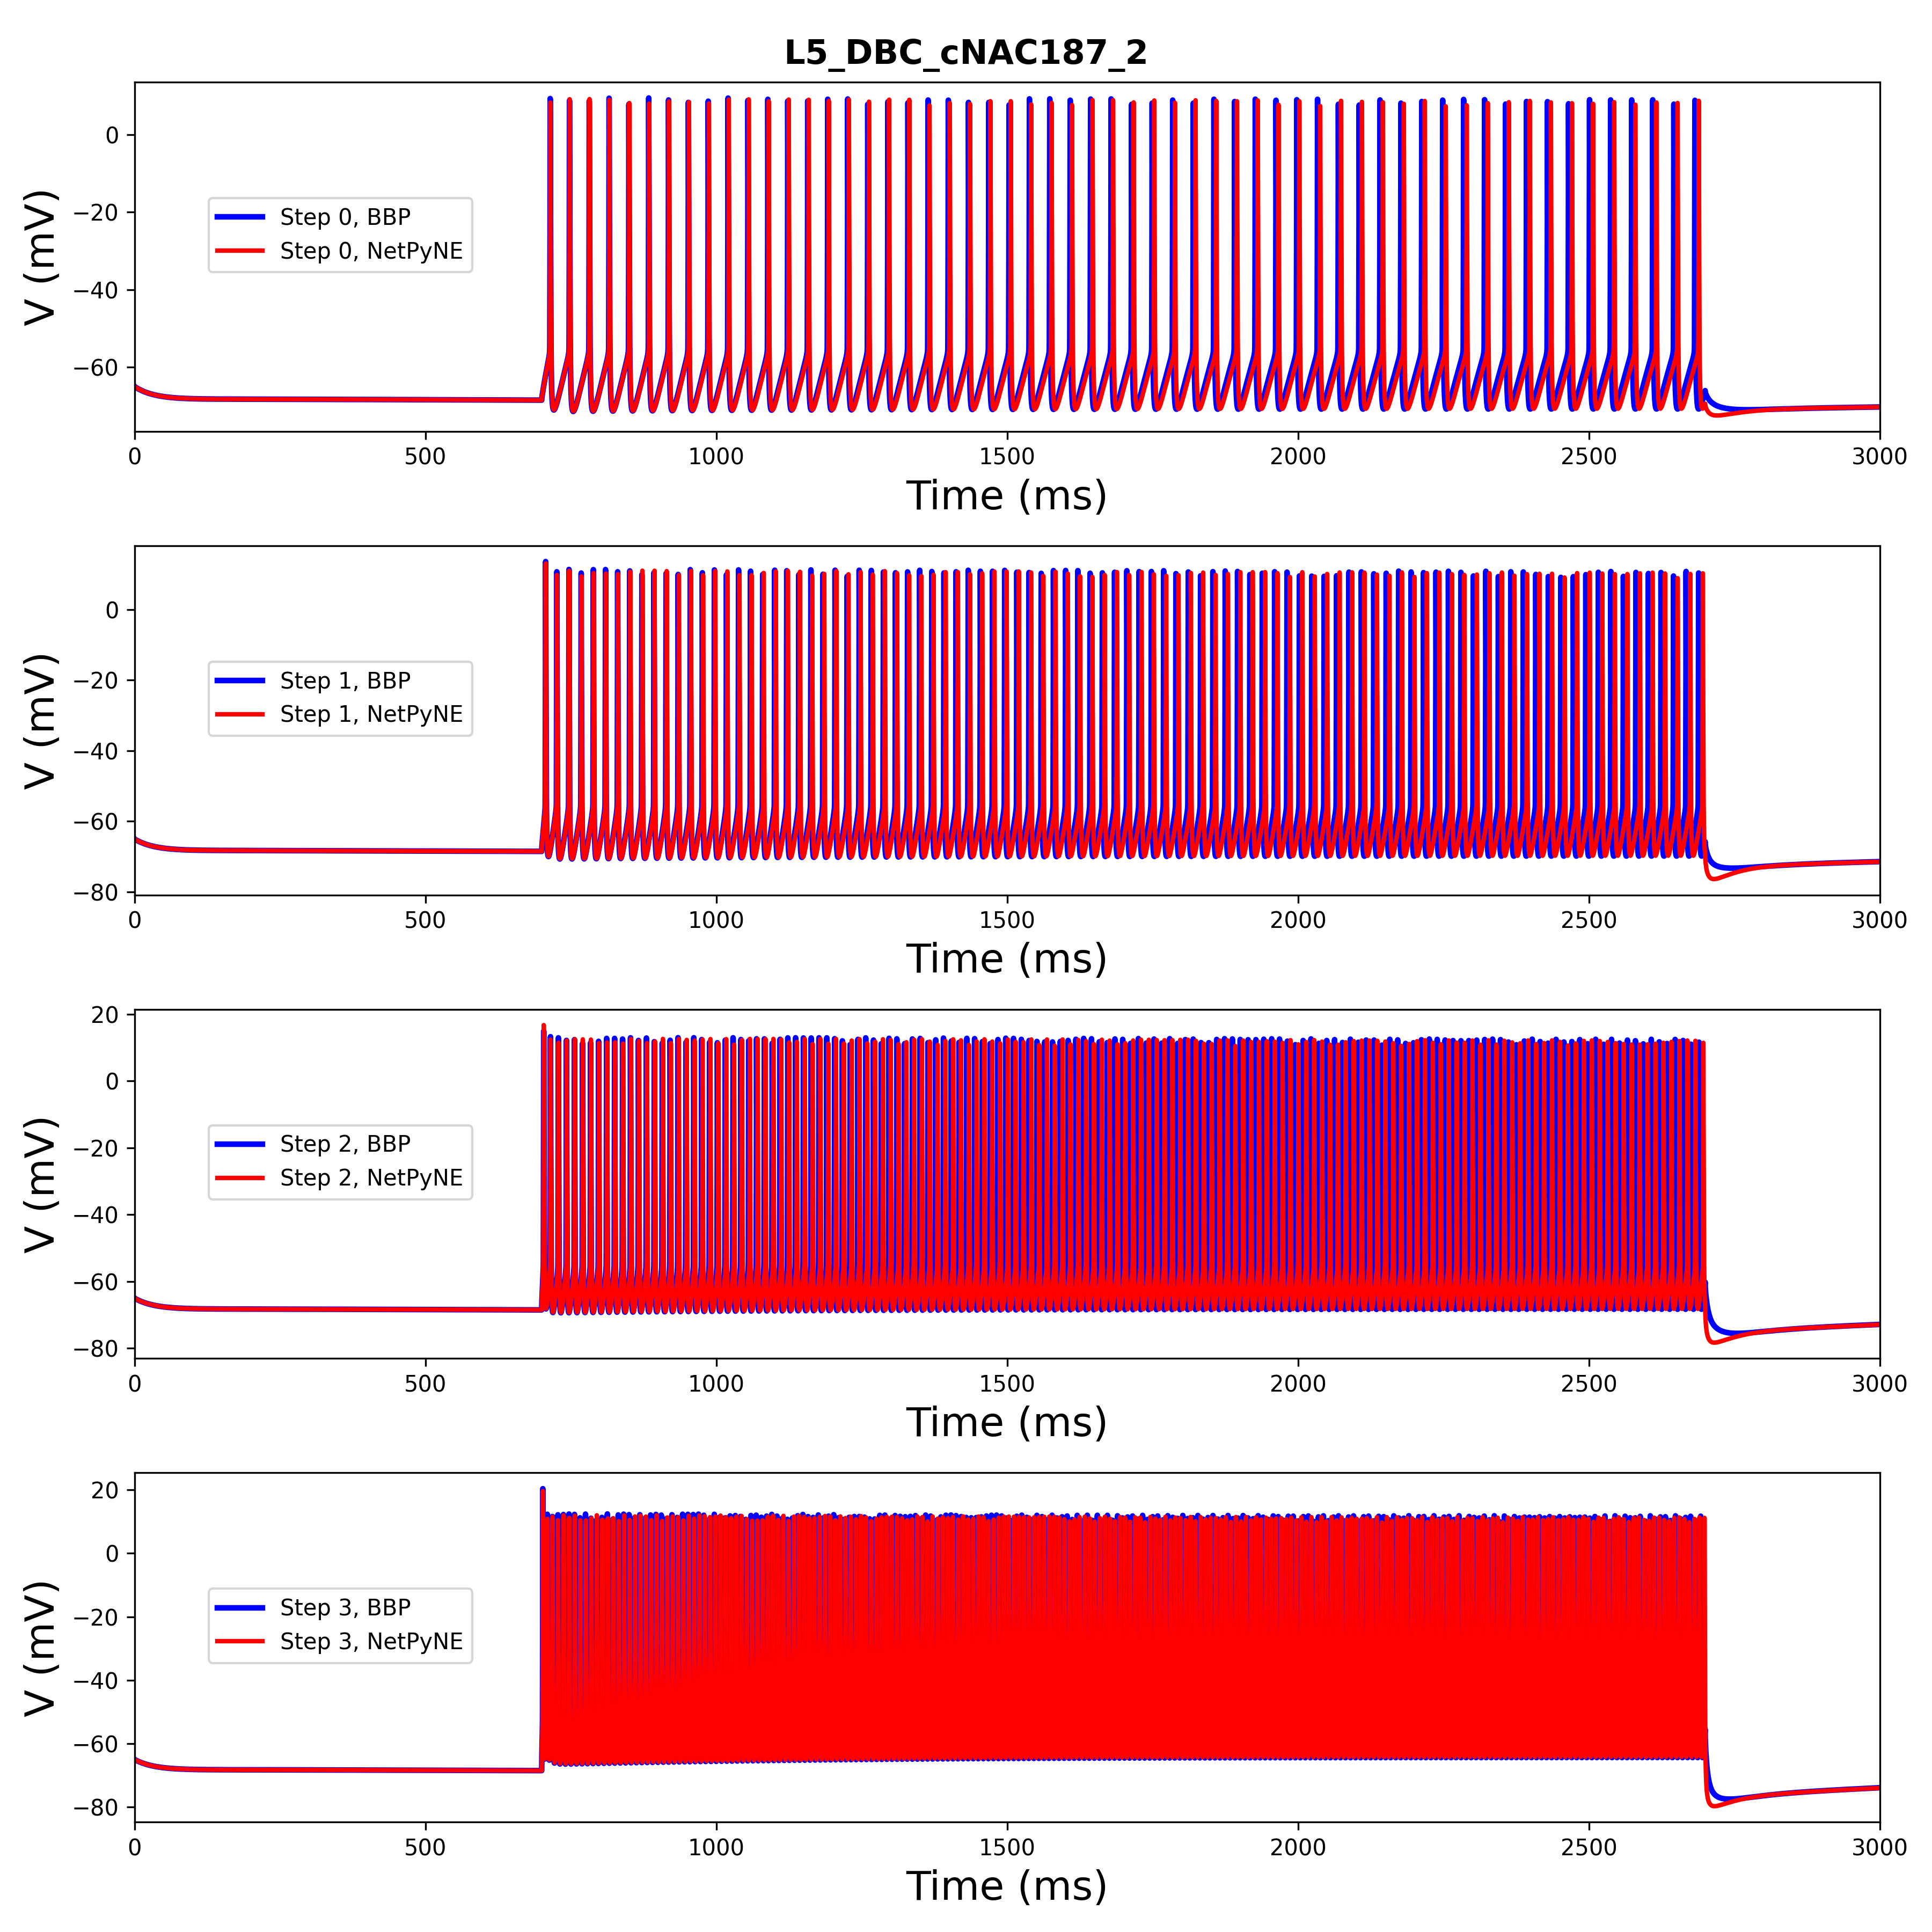 L5_DBC_cNAC187_2
0
−20
−40
−60
V (mV)
Step 0, BBP
Step 0, NetPyNE
0 500 1000 1500 2000 2500 3000
Time (ms)
0
−20
−40
−60
−80
V (mV)
Step 1, BBP
Step 1, NetPyNE
0 500 1000 1500 2000 2500 3000
Time (ms)
20
0
−20
−40
−60
−80
V (mV)
Step 2, BBP
Step 2, NetPyNE
0 500 1000 1500 2000 2500 3000
Time (ms)
20
0
−20
−40
−60
−80
V (mV)
Step 3, BBP
Step 3, NetPyNE
0 500 1000 1500 2000 2500 3000
Time (ms)